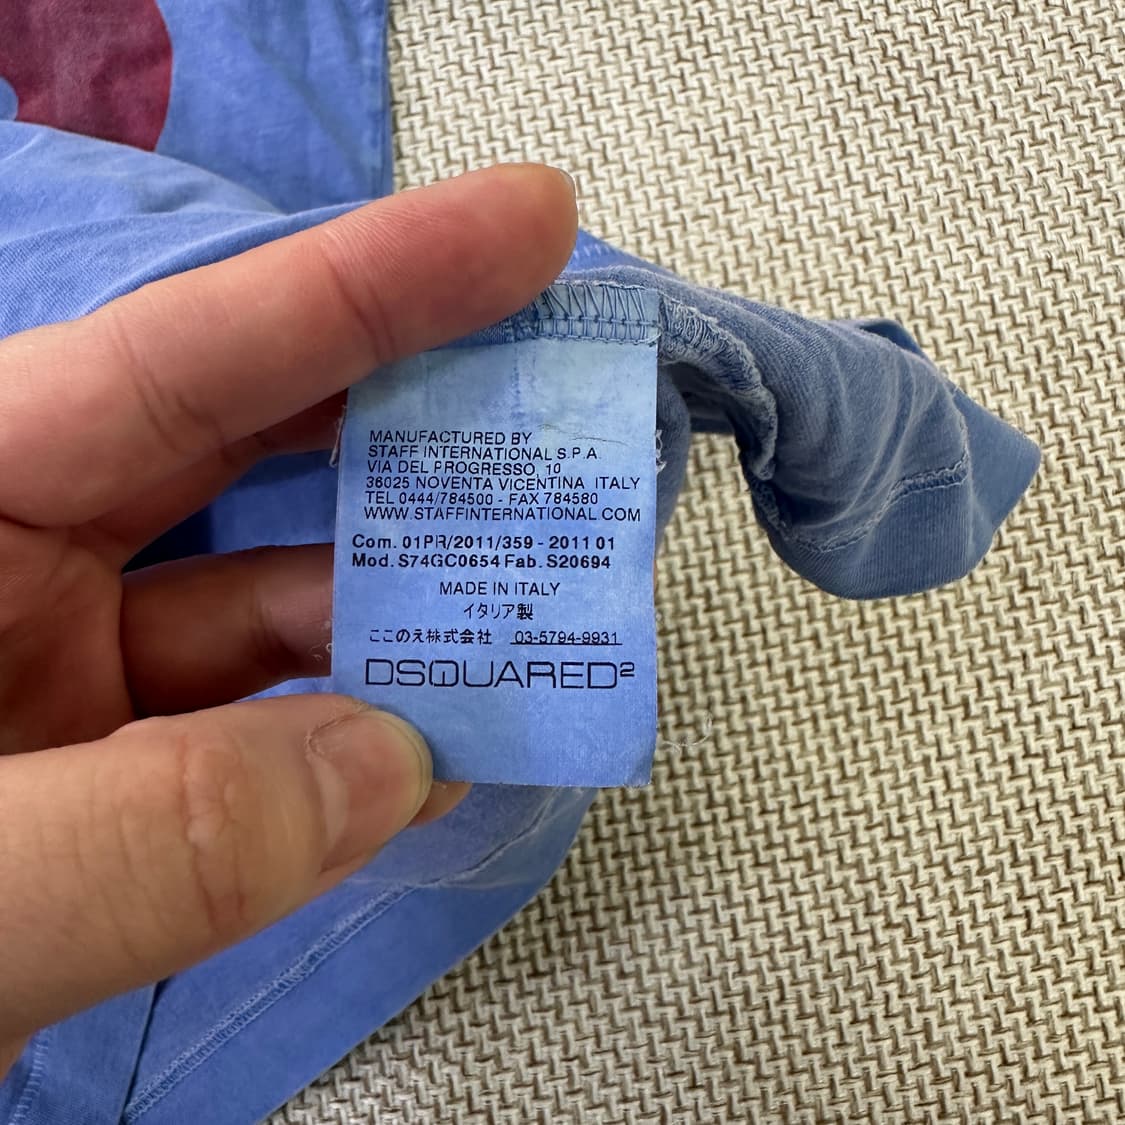 MANUFACTURED BY
STAFF INTERNATIONAL S.P.A.
VIA DEL PROGRESSO, 10
36025 NOVENTA VICENTINA ITALY
TEL 0444/784500 - FAX 784580
WWW.STAFFINTERNATIONAL.COM
Com. 01PR/2011/359 - 2011 01
Mod. S74GC0654 Fab. S20694
MADE IN ITALY
イタリア製
ここのえ株式会社 03-5794-9931
DSQUARED²